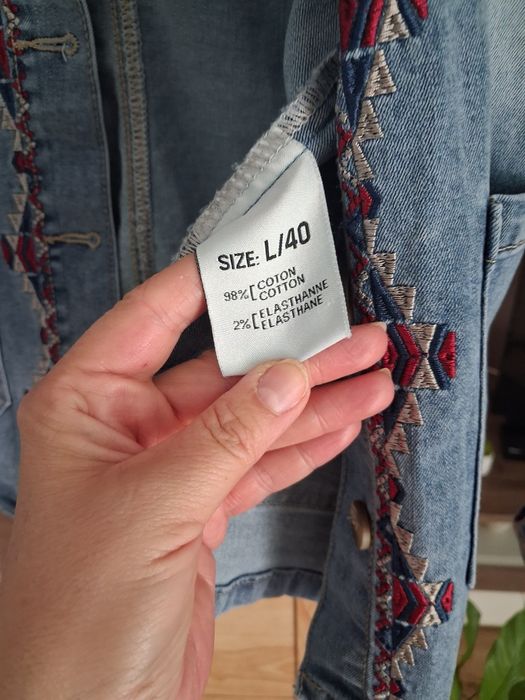 SIZE: L/40
98% [ COTON
COTTON
2% [ ELASTHANNE
ELASTHANE